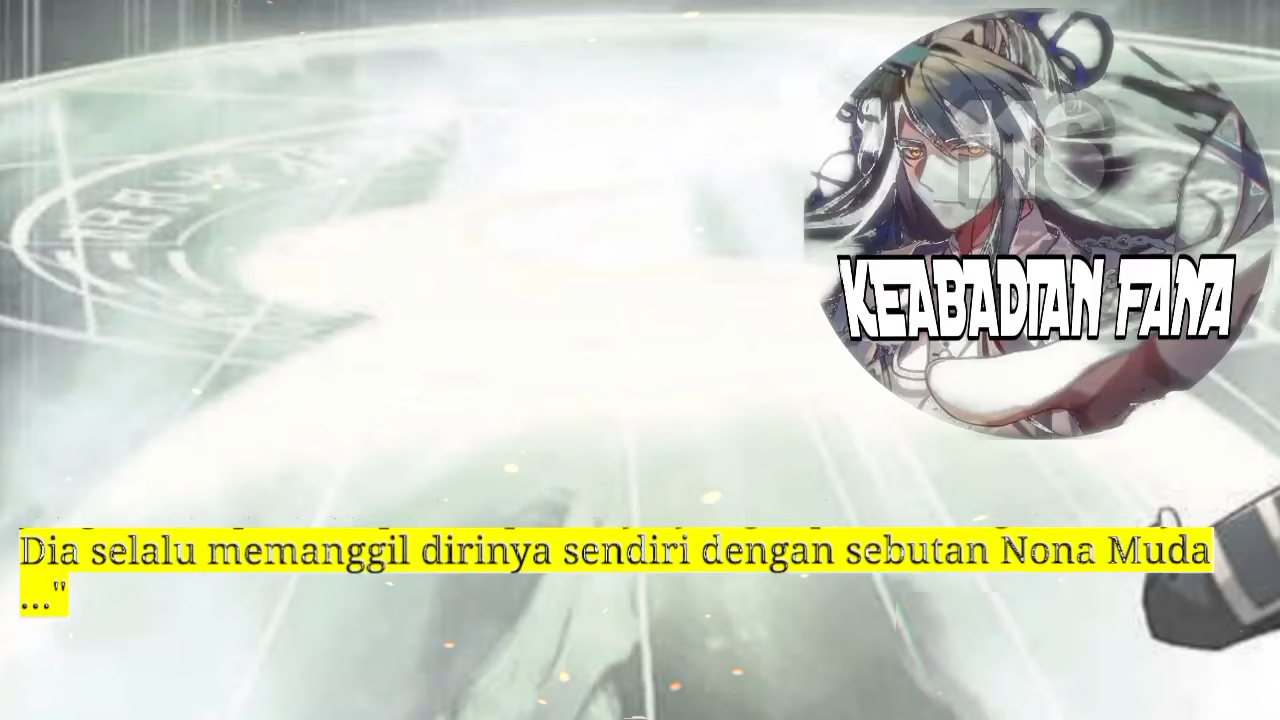 KEABADIAN FANA
Dia selalu memanggil dirinya sendiri dengan sebutan Nona Muda
..."